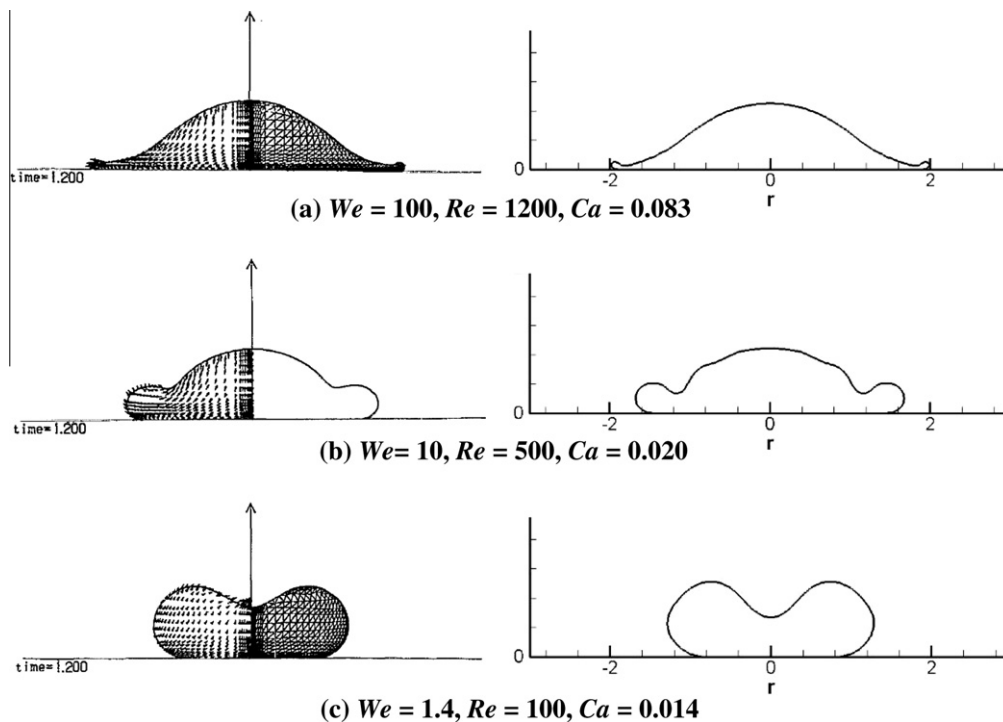 time=1.200
0
-2
0
2
r
(a) We = 100, Re = 1200, Ca = 0.083
time=1.200
0
-2
0
2
r
(b) We= 10, Re = 500, Ca = 0.020
time=1.200
0
-2
0
2
r
(c) We = 1.4, Re = 100, Ca = 0.014